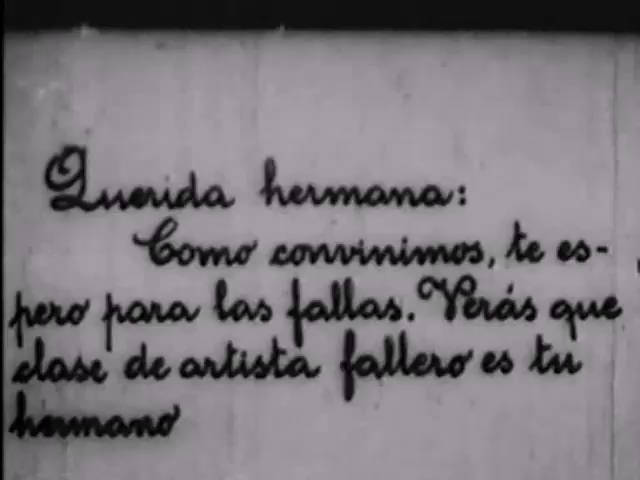 Querida hermana:
Como convinimos, te es-
pero para las fallas. Verás que
clase de artista fallero es tu
hermano